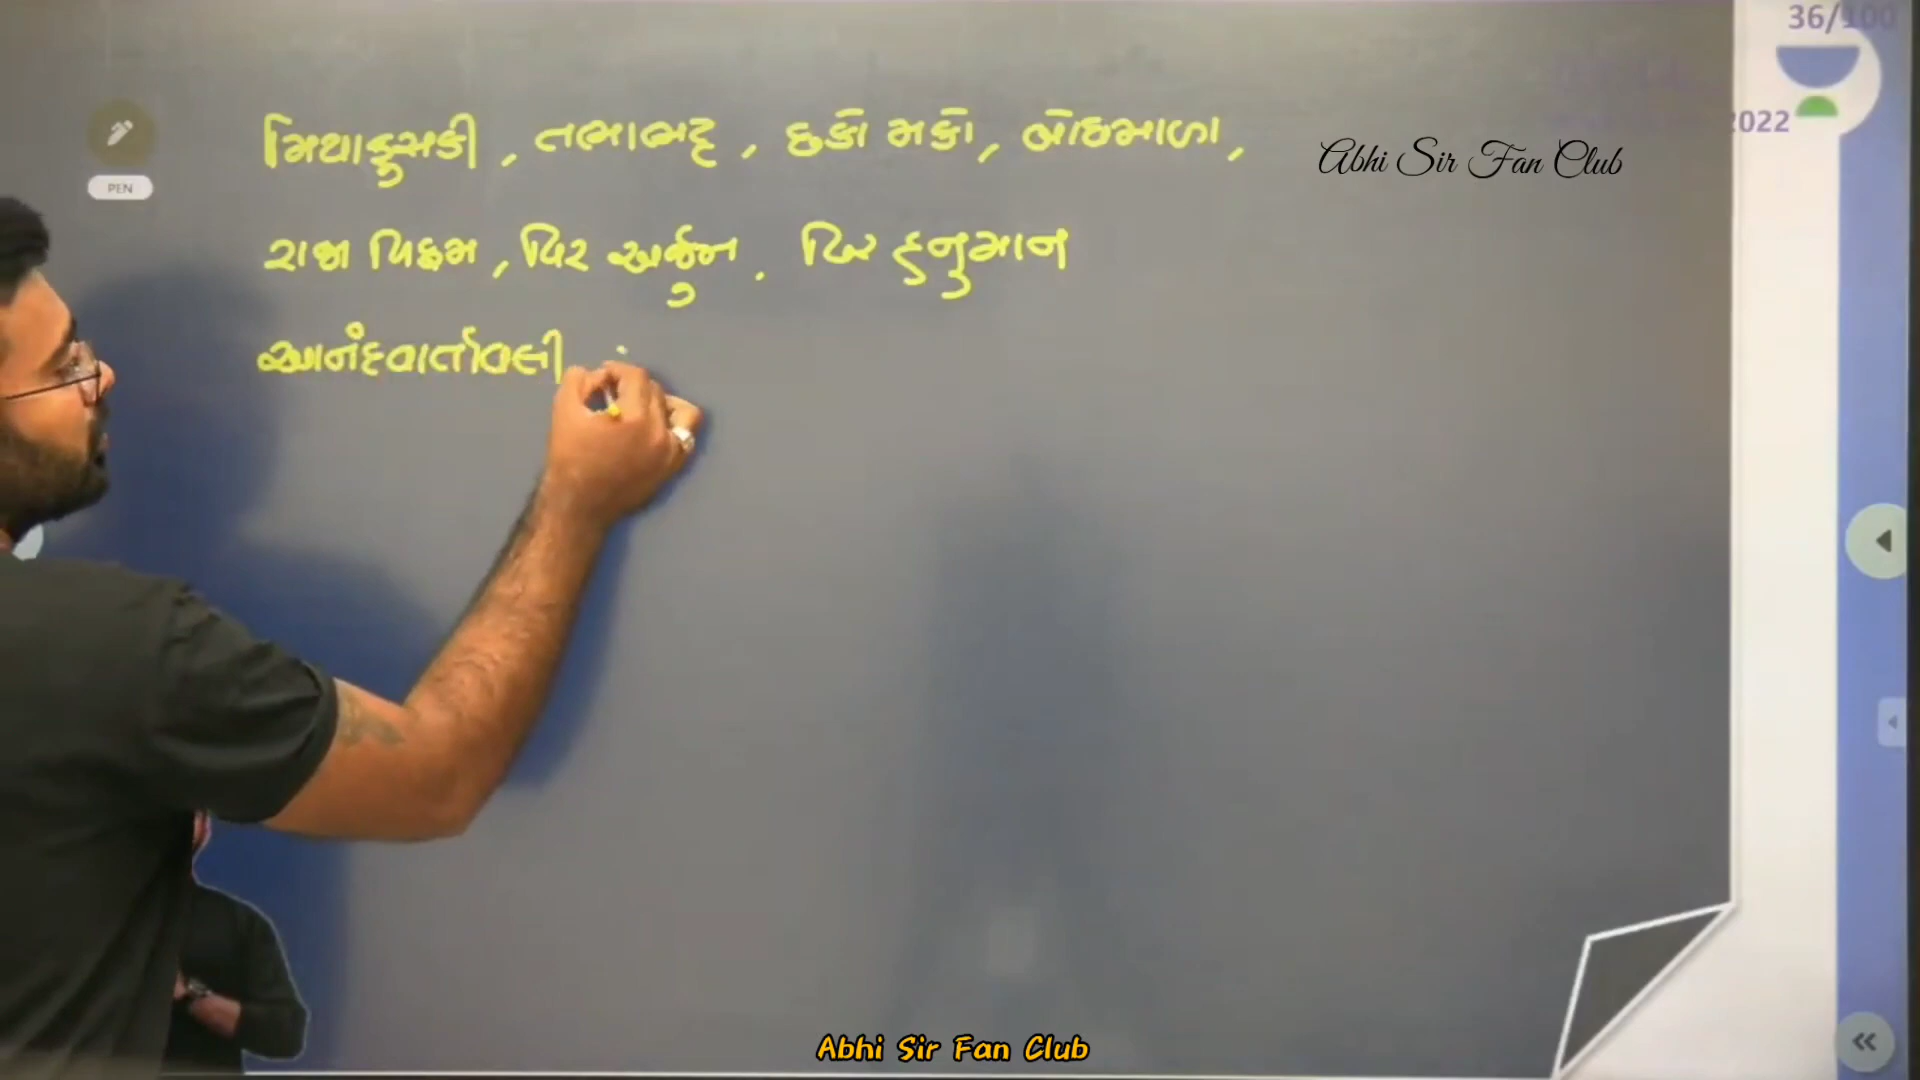 36/100
2022
PEN
મિયાફુસકી, તભાભટ્ટ, છકો મકો, બોધમાળા,
Abhi Sir Fan Club
રાજા વિક્રમ, વિર અર્જુન, વિર હનુમાન
આનંદવાર્તાવલી
Abhi Sir Fan Club